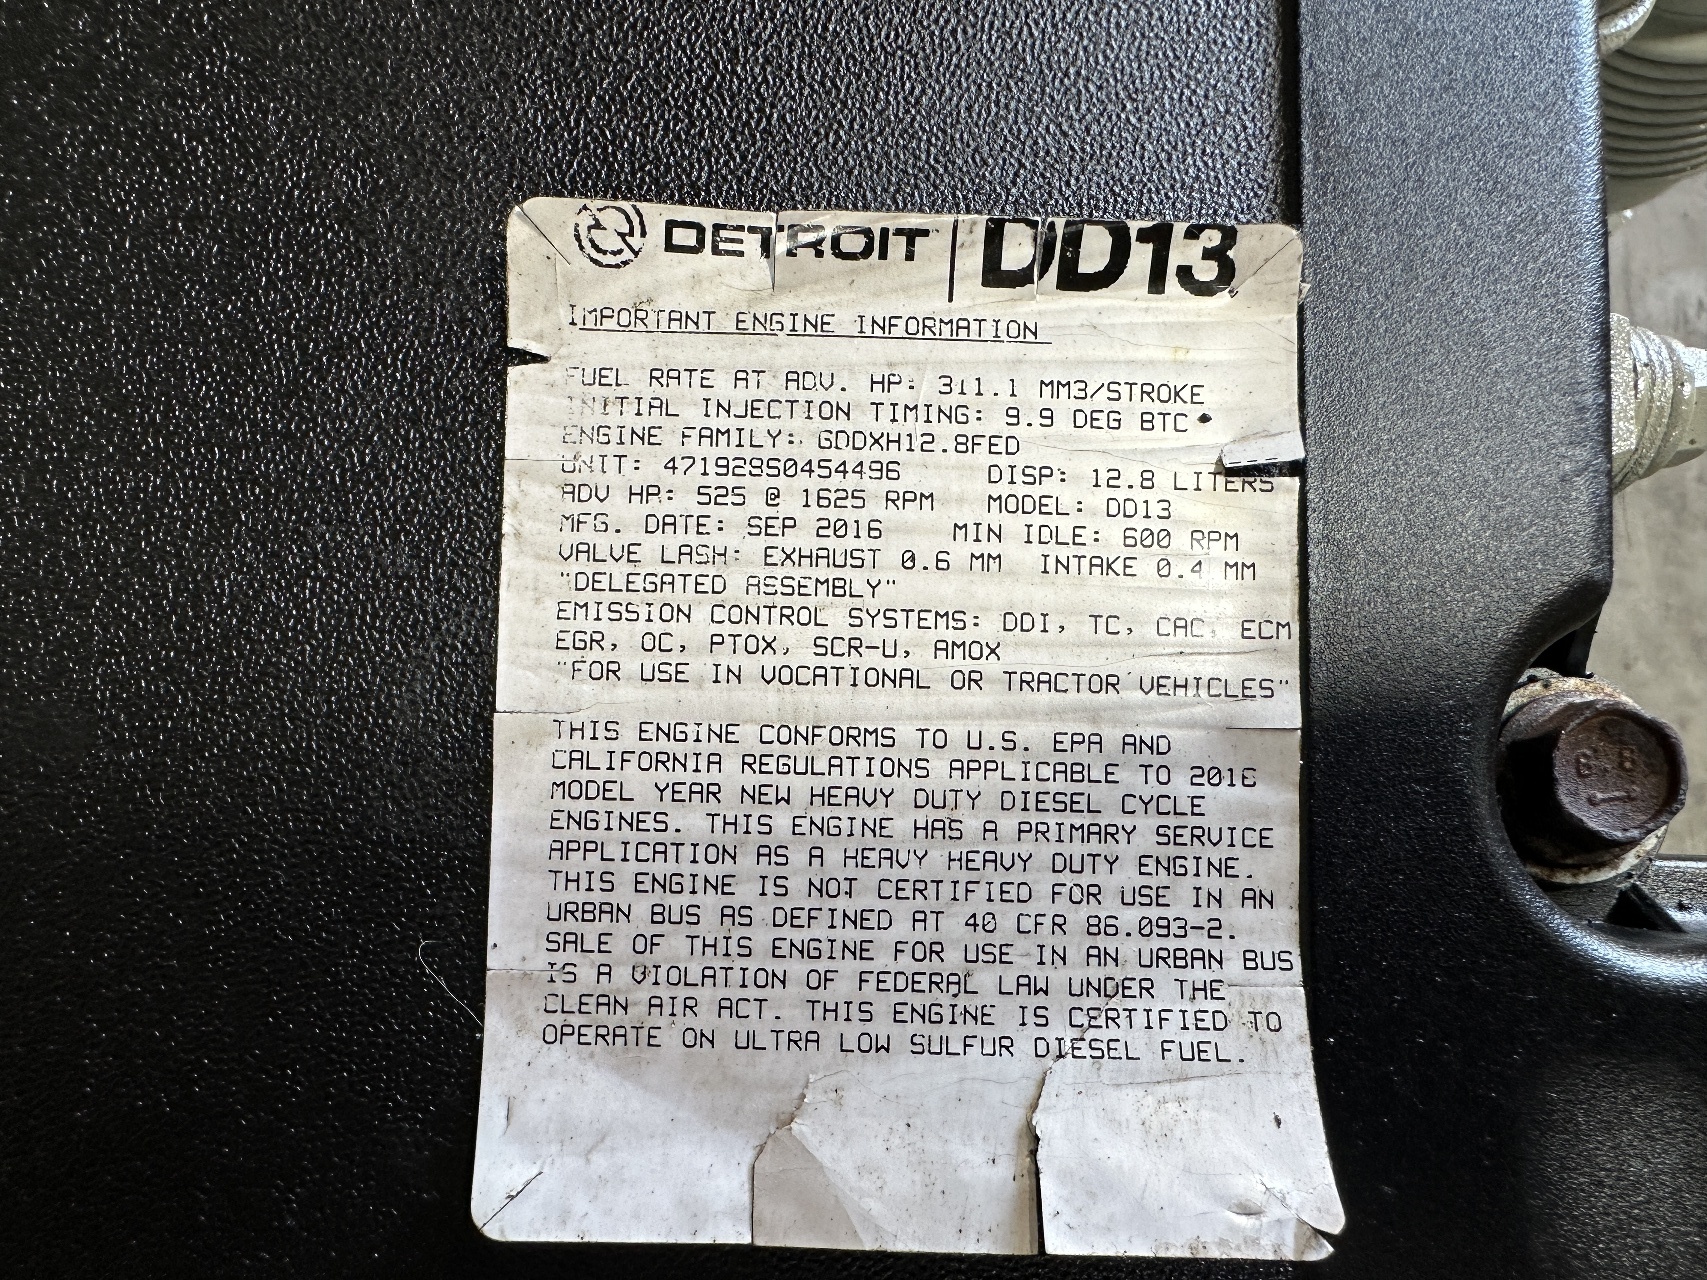 DETROIT | DD13
IMPORTANT ENGINE INFORMATION
FUEL RATE AT ADV. HP: 311.1 MM3/STROKE
INITIAL INJECTION TIMING: 9.9 DEG BTC
ENGINE FAMILY: GDDXH12.8FED
UNIT: 471928S0454496 DISP: 12.8 LITERS
ADV HP: 525 @ 1625 RPM MODEL: DD13
MFG. DATE: SEP 2016 MIN IDLE: 600 RPM
VALVE LASH: EXHAUST 0.6 MM INTAKE 0.4 MM
"DELEGATED ASSEMBLY"
EMISSION CONTROL SYSTEMS: DDI, TC, CAC, ECM
EGR, OC, PTOX, SCR-U, AMOX
"FOR USE IN VOCATIONAL OR TRACTOR VEHICLES"
THIS ENGINE CONFORMS TO U.S. EPA AND
CALIFORNIA REGULATIONS APPLICABLE TO 2016
MODEL YEAR NEW HEAVY DUTY DIESEL CYCLE
ENGINES. THIS ENGINE HAS A PRIMARY SERVICE
APPLICATION AS A HEAVY HEAVY DUTY ENGINE.
THIS ENGINE IS NOT CERTIFIED FOR USE IN AN
URBAN BUS AS DEFINED AT 40 CFR 86.093-2.
SALE OF THIS ENGINE FOR USE IN AN URBAN BUS
IS A VIOLATION OF FEDERAL LAW UNDER THE
CLEAN AIR ACT. THIS ENGINE IS CERTIFIED TO
OPERATE ON ULTRA LOW SULFUR DIESEL FUEL.